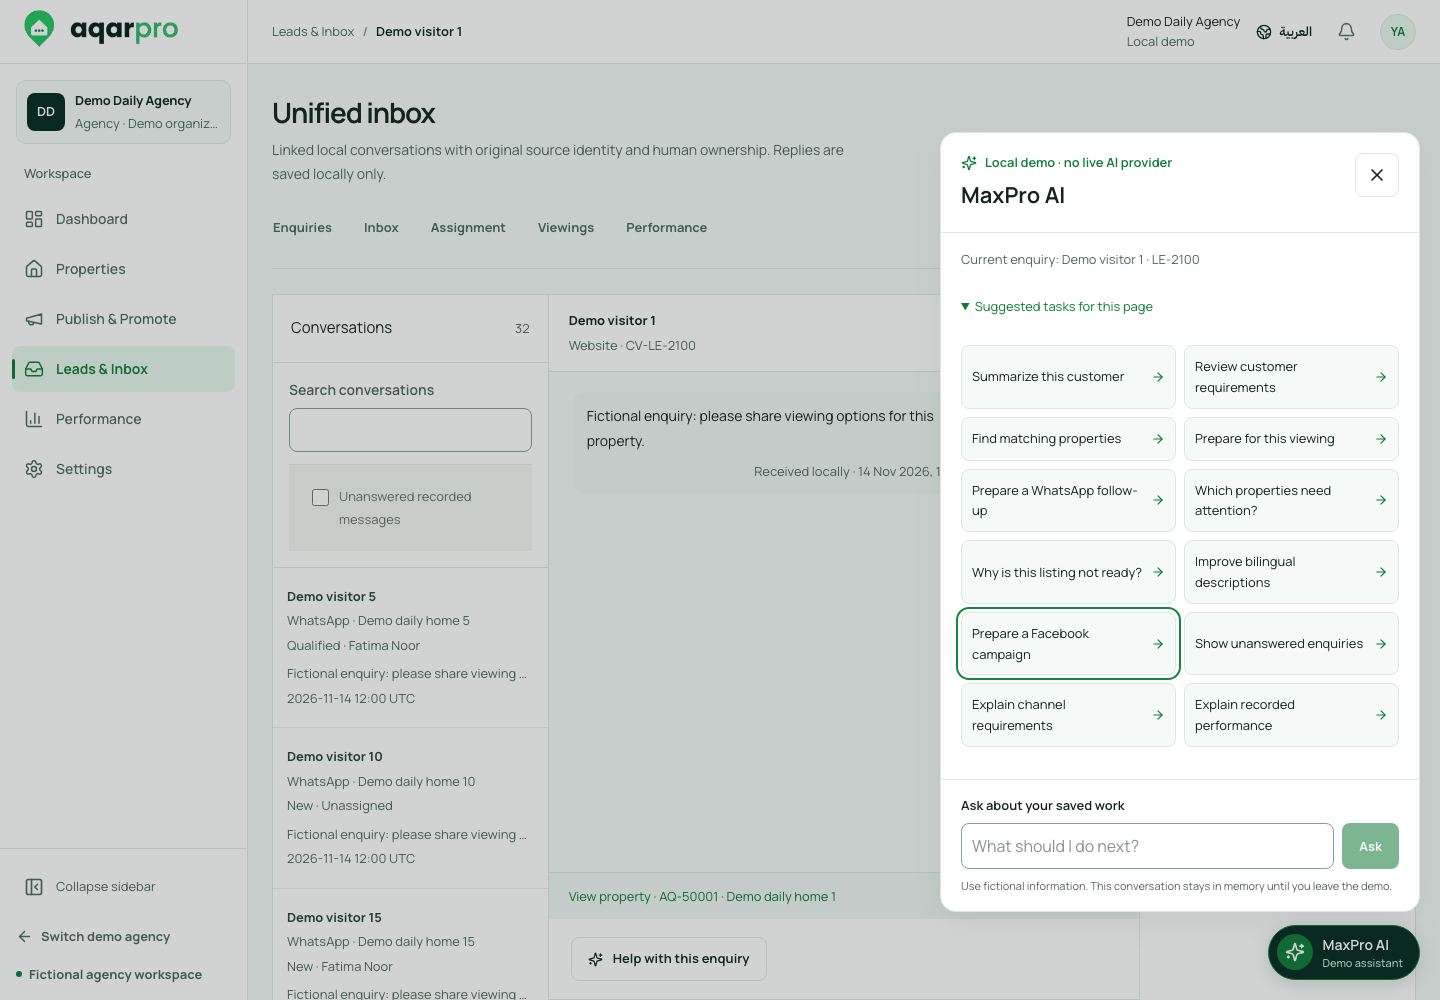 aqarpro
DD
Demo Daily Agency
Agency · Demo organiz...
Workspace
Dashboard
Properties
Publish & Promote
Leads & Inbox
Performance
Settings
Collapse sidebar
Switch demo agency
Fictional agency workspace
Leads & Inbox / Demo visitor 1
Demo Daily Agency
Local demo
العربية
YA
Unified inbox
Linked local conversations with original source identity and human ownership. Replies are
saved locally only.
Enquiries
Inbox
Assignment
Viewings
Performance
Conversations
32
Search conversations
Unanswered recorded
messages
Demo visitor 5
WhatsApp · Demo daily home 5
Qualified · Fatima Noor
Fictional enquiry: please share viewing ...
2026-11-14 12:00 UTC
Demo visitor 10
WhatsApp · Demo daily home 10
New · Unassigned
Fictional enquiry: please share viewing ...
2026-11-14 12:00 UTC
Demo visitor 15
WhatsApp · Demo daily home 15
New · Fatima Noor
Fictional enquiry: please share viewing ...
Demo visitor 1
Website · CV-LE-2100
Fictional enquiry: please share viewing options for this
property.
Received locally · 14 Nov 2026, 1
View property · AQ-50001 · Demo daily home 1
Help with this enquiry
Local demo · no live AI provider
MaxPro AI
Current enquiry: Demo visitor 1 · LE-2100
Suggested tasks for this page
Summarize this customer
Review customer
requirements
Find matching properties
Prepare for this viewing
Prepare a WhatsApp follow-
up
Which properties need
attention?
Why is this listing not ready?
Improve bilingual
descriptions
Prepare a Facebook
campaign
Show unanswered enquiries
Explain channel
requirements
Explain recorded
performance
Ask about your saved work
What should I do next?
Ask
Use fictional information. This conversation stays in memory until you leave the demo.
MaxPro AI
Demo assistant